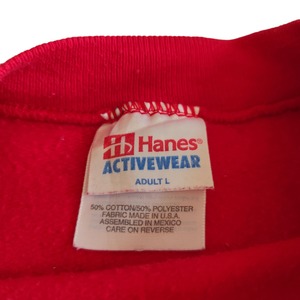 Hanes®
ACTIVEWEAR
ADULT L
50% COTTON/50% POLYESTER
FABRIC MADE IN U.S.A.
ASSEMBLED IN MEXICO
CARE ON REVERSE